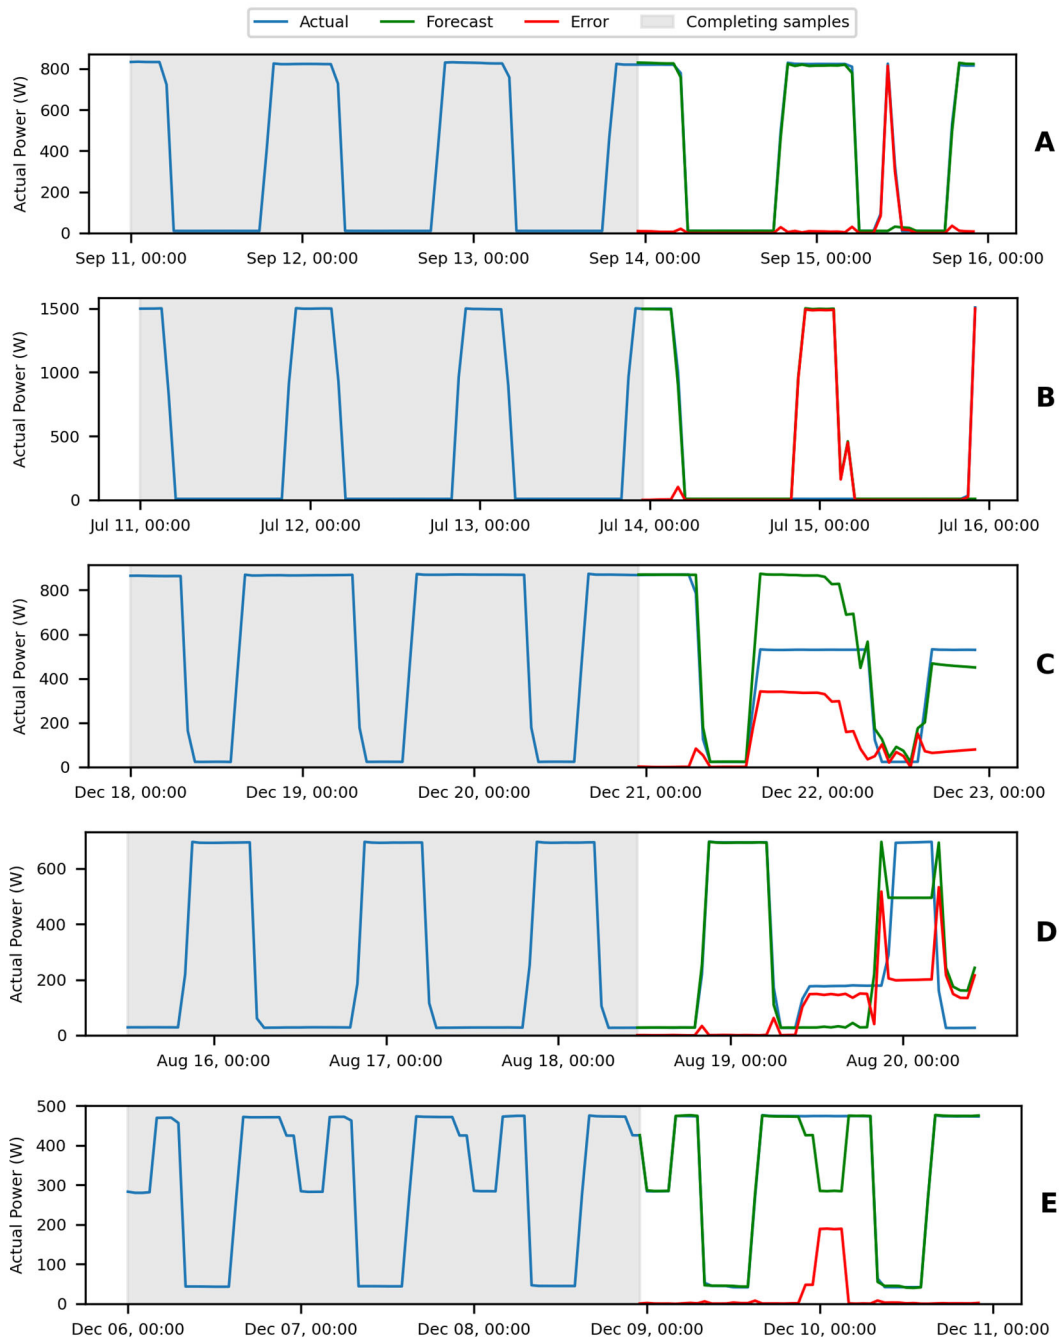 Actual Forecast Error Completing samples
Actual Power (W)
800
600
400
200
0
Sep 11, 00:00 Sep 12, 00:00 Sep 13, 00:00 Sep 14, 00:00 Sep 15, 00:00 Sep 16, 00:00
A
Actual Power (W)
1500
1000
500
0
Jul 11, 00:00 Jul 12, 00:00 Jul 13, 00:00 Jul 14, 00:00 Jul 15, 00:00 Jul 16, 00:00
B
Actual Power (W)
800
600
400
200
0
Dec 18, 00:00 Dec 19, 00:00 Dec 20, 00:00 Dec 21, 00:00 Dec 22, 00:00 Dec 23, 00:00
C
Actual Power (W)
600
400
200
0
Aug 16, 00:00 Aug 17, 00:00 Aug 18, 00:00 Aug 19, 00:00 Aug 20, 00:00
D
Actual Power (W)
500
400
300
200
100
0
Dec 06, 00:00 Dec 07, 00:00 Dec 08, 00:00 Dec 09, 00:00 Dec 10, 00:00 Dec 11, 00:00
E